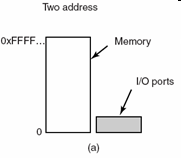 Two address
0xFFFF...
Memory
I/O ports
0
(a)